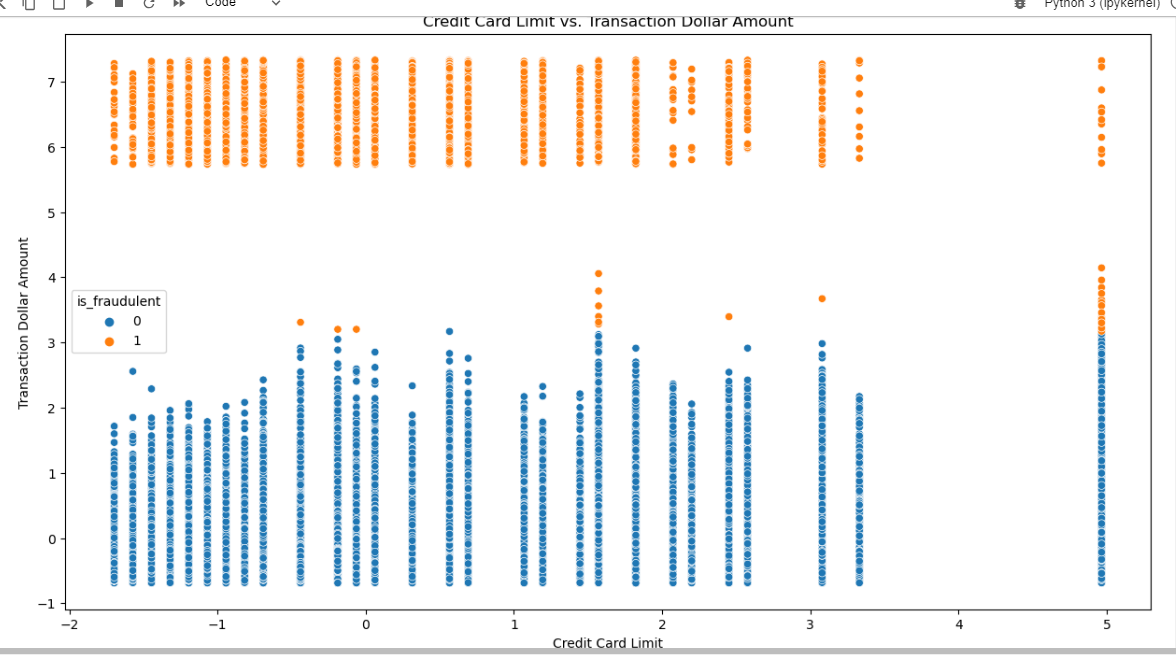 Code
Python 3 (ipykernel)
Credit Card Limit vs. Transaction Dollar Amount
7
6
5
4
3
2
1
0
−1
Transaction Dollar Amount
is_fraudulent
0
1
−2 −1 0 1 2 3 4 5
Credit Card Limit